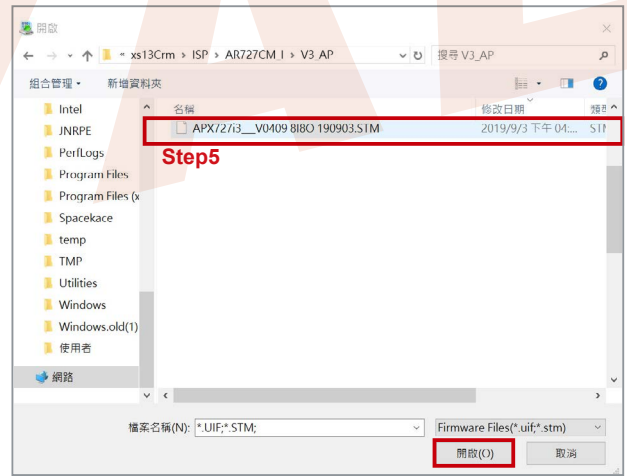 開啟
« xs13Crm › ISP › AR727CM_I › V3_AP
搜尋 V3_AP
組合管理 新增資料夾
名稱 修改日期
APX727i3__V0409 8I8O 190903.STM 2019/9/3 下午 04:...
Step5
Intel
JNRPE
PerfLogs
Program Files
Program Files (x
Spacekace
temp
TMP
Utilities
Windows
Windows.old(1)
使用者
網路
檔案名稱(N): *.UIF;*.STM; Firmware Files(*.uif;*.stm)
開啟(O) 取消